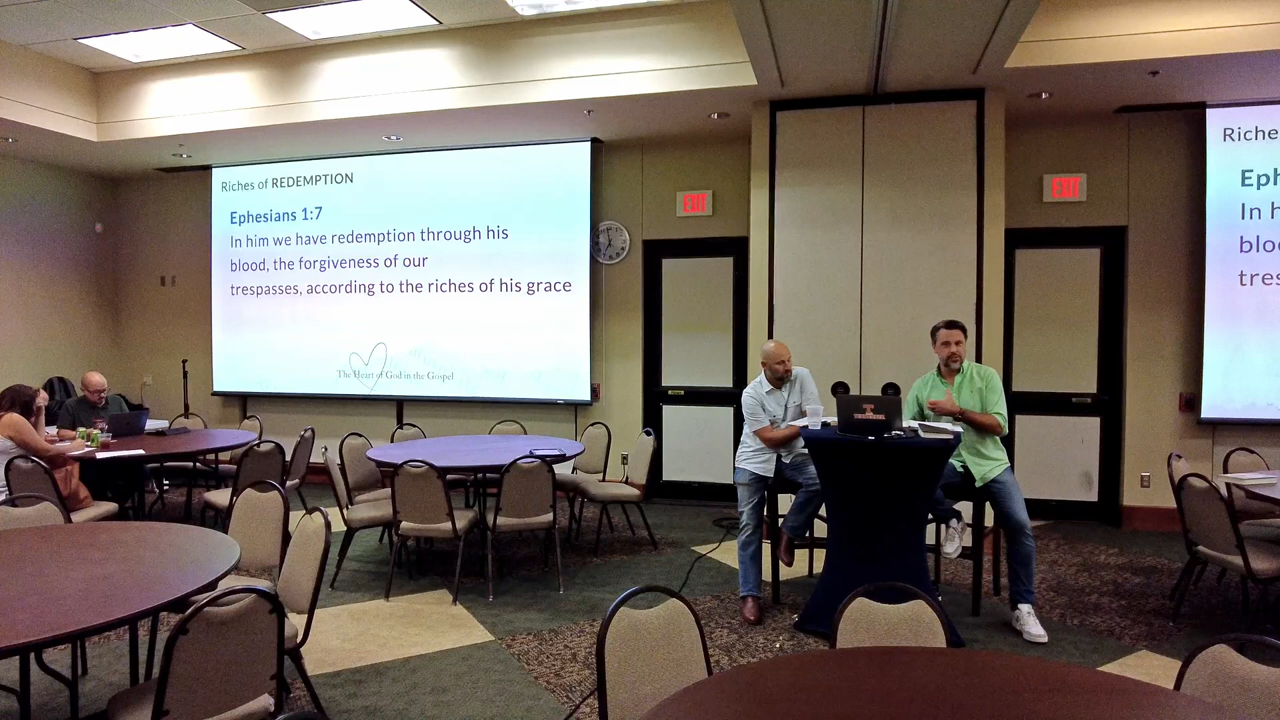 Riches of REDEMPTION
Ephesians 1:7
In him we have redemption through his
blood, the forgiveness of our
trespasses, according to the riches of his grace
The Heart of God in the Gospel
EXIT
EXIT
Riche
Eph
In h
bloo
tres